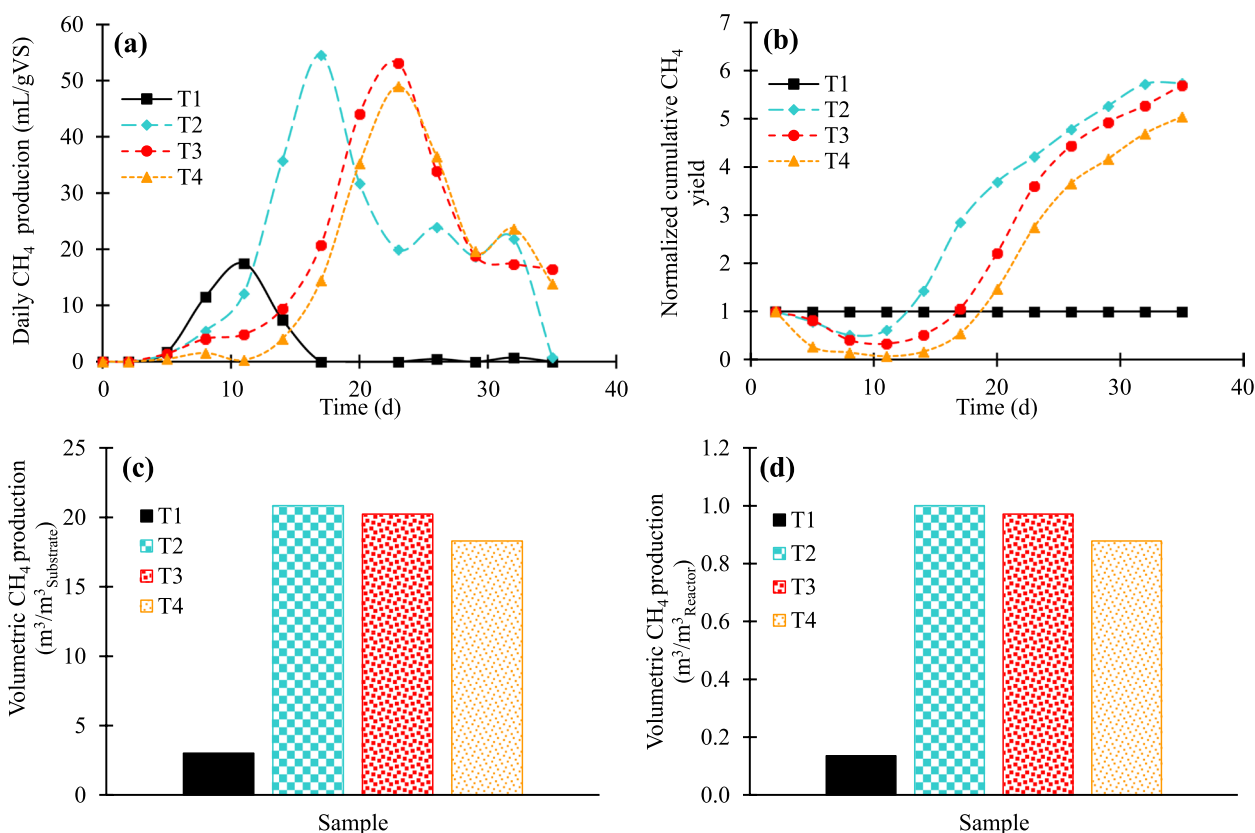 (a)
Daily CH4 producion (mL/gVS)
60
50
40
30
20
10
0
T1
T2
T3
T4
0
10
20
30
40
Time (d)
(b)
Normalized cumulative CH4
yield
7
6
5
4
3
2
1
0
T1
T2
T3
T4
0
10
20
30
40
Time (d)
(c)
Volumetric CH4 production
(m3/m3Substrate)
25
20
15
10
5
0
T1
T2
T3
T4
Sample
(d)
Volumetric CH4 production
(m3/m3Reactor)
1.2
1.0
0.8
0.6
0.4
0.2
0.0
T1
T2
T3
T4
Sample